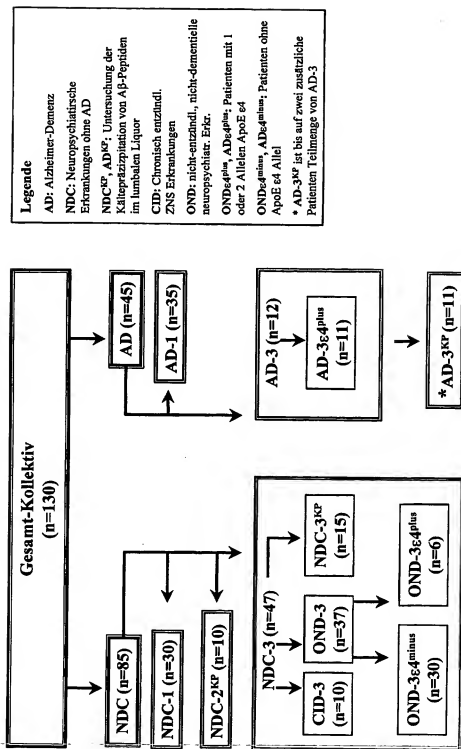 Gesamt-Kollektiv
(n=130)
NDC (n=85)
NDC-1 (n=30)
NDC-2ᴷᴾ (n=10)
NDC-3 (n=47)
CID-3
(n=10)
OND-3
(n=37)
NDC-3ᴷᴾ
(n=15)
OND-3ε4ᵐⁱⁿᵘˢ
(n=30)
OND-3ε4ᵖˡᵘˢ
(n=6)
AD (n=45)
AD-1 (n=35)
AD-3 (n=12)
AD-3ε4ᵖˡᵘˢ
(n=11)
*AD-3ᴷᴾ (n=11)
Legende
AD: Alzheimer-Demenz
NDC: Neuropsychiatirsche
Erkrankungen ohne AD
NDCᴷᴾ, ADᴷᴾ: Untersuchung der
Kältepräzipitation von Aβ-Peptiden
im lumbalen Liquor
CID: Chronisch entzündl.
ZNS Erkrankungen
OND: nicht-entzündl., nicht-dementielle
neuropsychiatr. Erkr.
ONDε4ᵖˡᵘˢ, ADε4ᵖˡᵘˢ: Patienten mit 1
oder 2 Allelen ApoE ε4
ONDε4ᵐⁱⁿᵘˢ, ADε4ᵐⁱⁿᵘˢ: Patienten ohne
ApoE ε4 Allel
* AD-3ᴷᴾ ist bis auf zwei zusätzliche
Patienten Teilmenge von AD-3